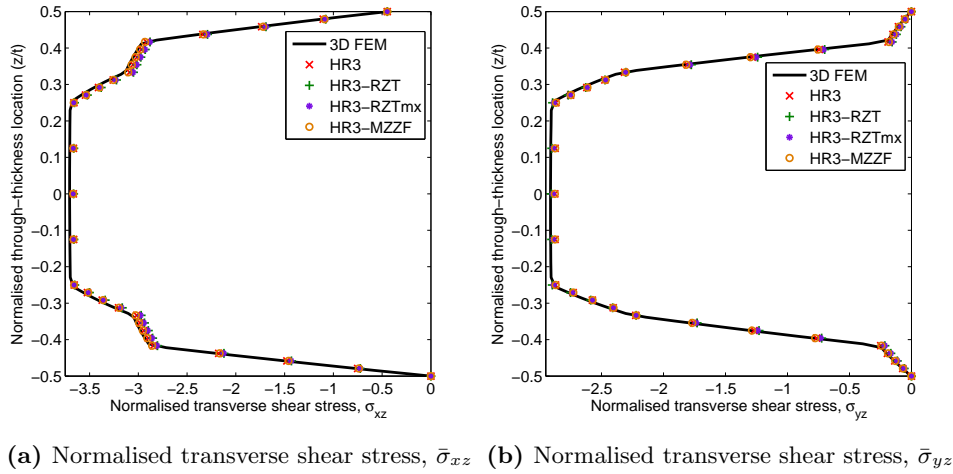 0.5
0.4
0.3
0.2
0.1
0
−0.1
−0.2
−0.3
−0.4
−0.5
Normalised through−thickness location (z/t)
−3.5 −3 −2.5 −2 −1.5 −1 −0.5 0
Normalised transverse shear stress, σxz
3D FEM
HR3
HR3−RZT
HR3−RZTmx
HR3−MZZF
0.5
0.4
0.3
0.2
0.1
0
−0.1
−0.2
−0.3
−0.4
−0.5
Normalised through−thickness location (z/t)
−2.5 −2 −1.5 −1 −0.5 0
Normalised transverse shear stress, σyz
3D FEM
HR3
HR3−RZT
HR3−RZTmx
HR3−MZZF
(a) Normalised transverse shear stress, σ̄xz
(b) Normalised transverse shear stress, σ̄yz